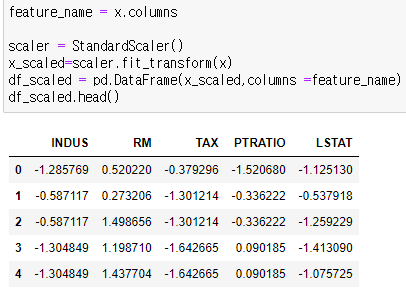 feature_name = x.columns
scaler = StandardScaler()
x_scaled=scaler.fit_transform(x)
df_scaled = pd.DataFrame(x_scaled,columns =feature_name)
df_scaled.head()
INDUS RM TAX PTRATIO LSTAT
0 -1.285769 0.520220 -0.379296 -1.520680 -1.125130
1 -0.587117 0.273206 -1.301214 -0.336222 -0.537918
2 -0.587117 1.498656 -1.301214 -0.336222 -1.259229
3 -1.304849 1.198710 -1.642665 0.090185 -1.413090
4 -1.304849 1.437704 -1.642665 0.090185 -1.075725